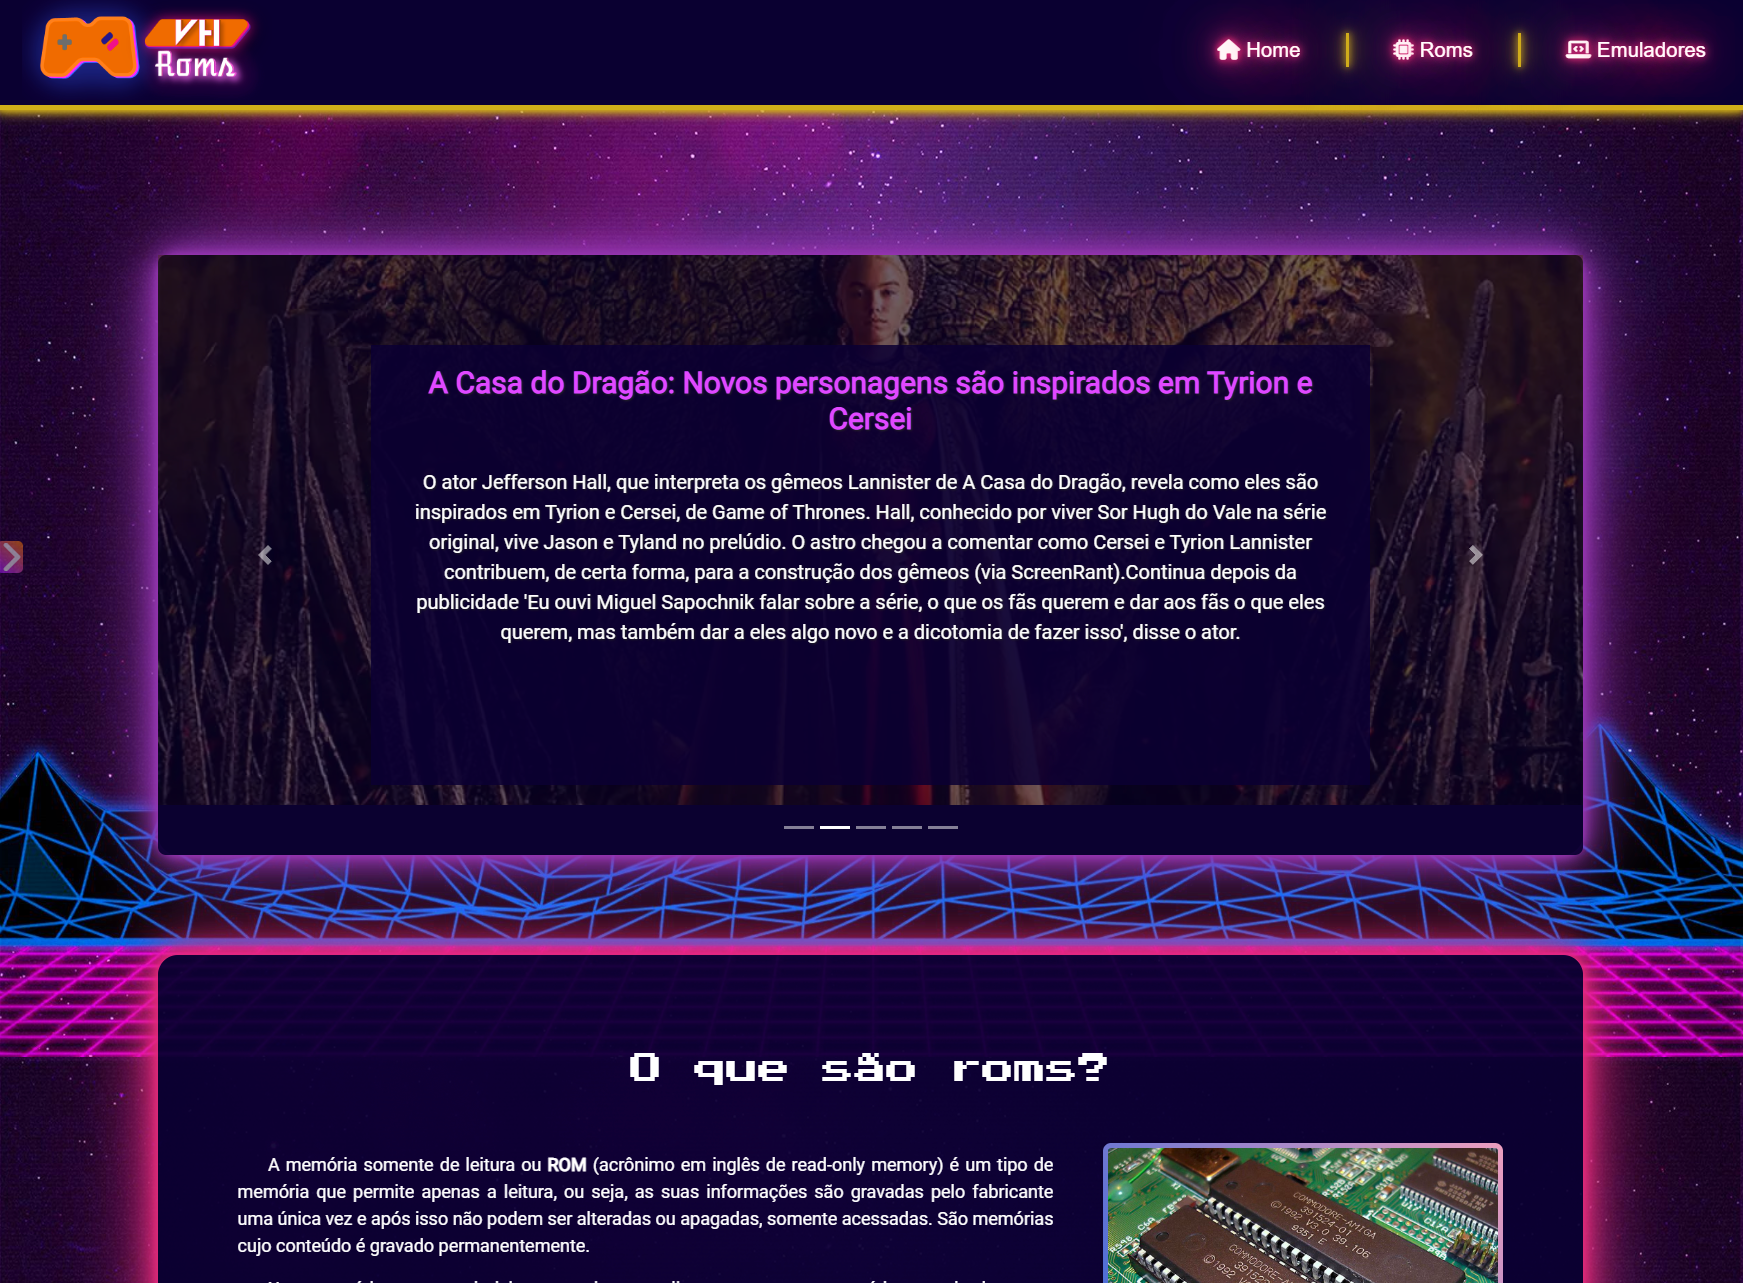 VH
Roms
Home
Roms
Emuladores
A Casa do Dragão: Novos personagens são inspirados em Tyrion e
Cersei
O ator Jefferson Hall, que interpreta os gêmeos Lannister de A Casa do Dragão, revela como eles são
inspirados em Tyrion e Cersei, de Game of Thrones. Hall, conhecido por viver Sor Hugh do Vale na série
original, vive Jason e Tyland no prelúdio. O astro chegou a comentar como Cersei e Tyrion Lannister
contribuem, de certa forma, para a construção dos gêmeos (via ScreenRant).Continua depois da
publicidade 'Eu ouvi Miguel Sapochnik falar sobre a série, o que os fãs querem e dar aos fãs o que eles
querem, mas também dar a eles algo novo e a dicotomia de fazer isso', disse o ator.
O que são roms?
A memória somente de leitura ou ROM (acrônimo em inglês de read-only memory) é um tipo de
memória que permite apenas a leitura, ou seja, as suas informações são gravadas pelo fabricante
uma única vez e após isso não podem ser alteradas ou apagadas, somente acessadas. São memórias
cujo conteúdo é gravado permanentemente.
COMMODORE-AMIGA
391524-01
©1992 V3.0 39.106
9351 E
COMMODORE-AMIGA